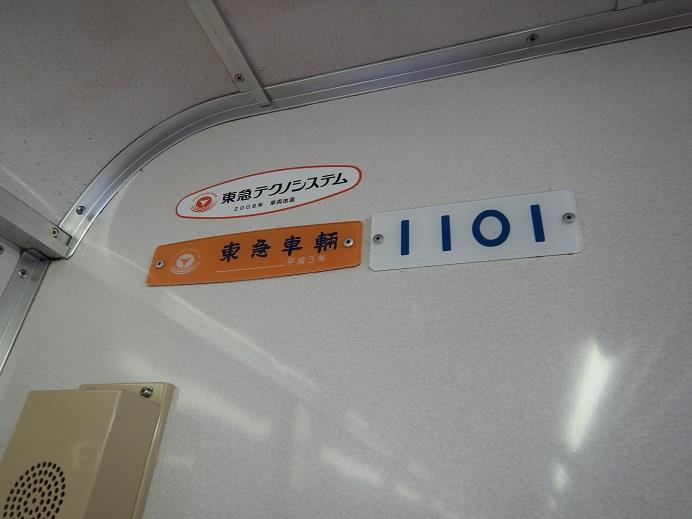 東急テクノシステム
2008年 車両改造
東急車輛
平成3年
1101